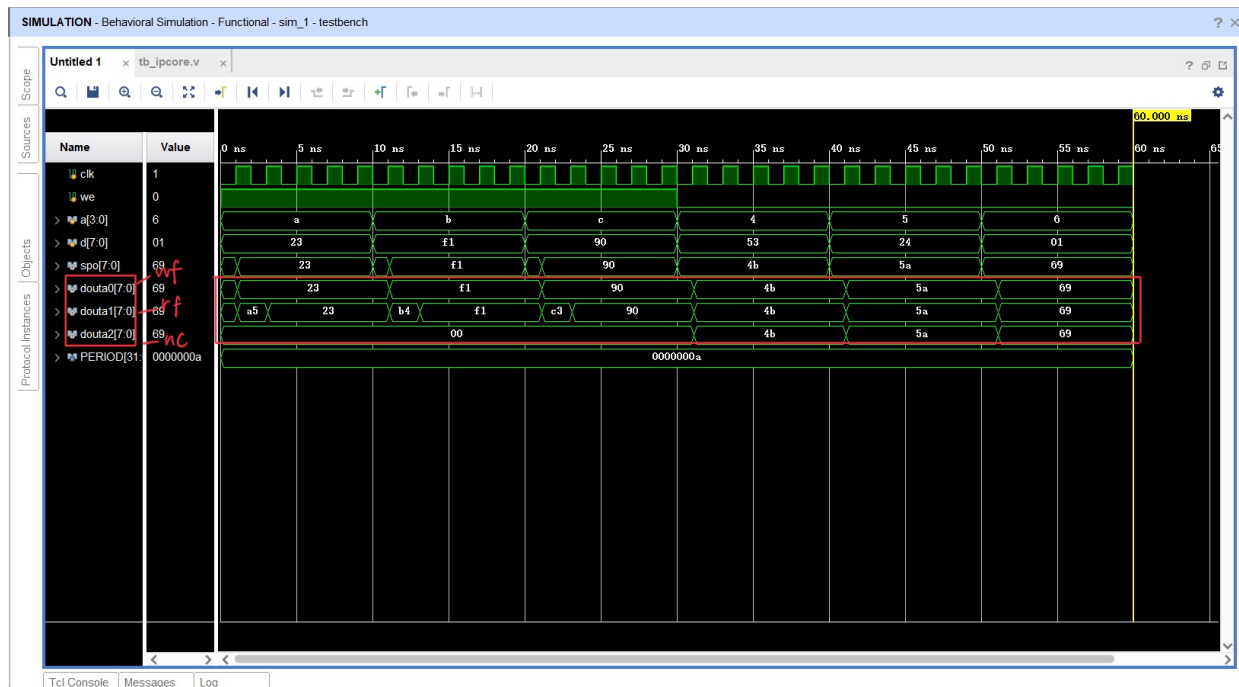 SIMULATION - Behavioral Simulation - Functional - sim_1 - testbench
? ×
Untitled 1 × tb_ipcore.v ×
?
Scope
Sources
Objects
Protocol Instances
60.000 ns
Name Value
0 ns 5 ns 10 ns 15 ns 20 ns 25 ns 30 ns 35 ns 40 ns 45 ns 50 ns 55 ns 60 ns 65
clk 1
we 0
a[3:0] 6 a b c 4 5 6
d[7:0] 01 23 f1 90 53 24 01
spo[7:0] 69 23 f1 90 4b 5a 69
wf
douta0[7:0] 69 23 f1 90 4b 5a 69
rf
douta1[7:0] 69 a5 23 b4 f1 c3 90 4b 5a 69
douta2[7:0] 69 00 4b 5a 69
nc
PERIOD[31: 0000000a 0000000a
Tcl Console Messages Log